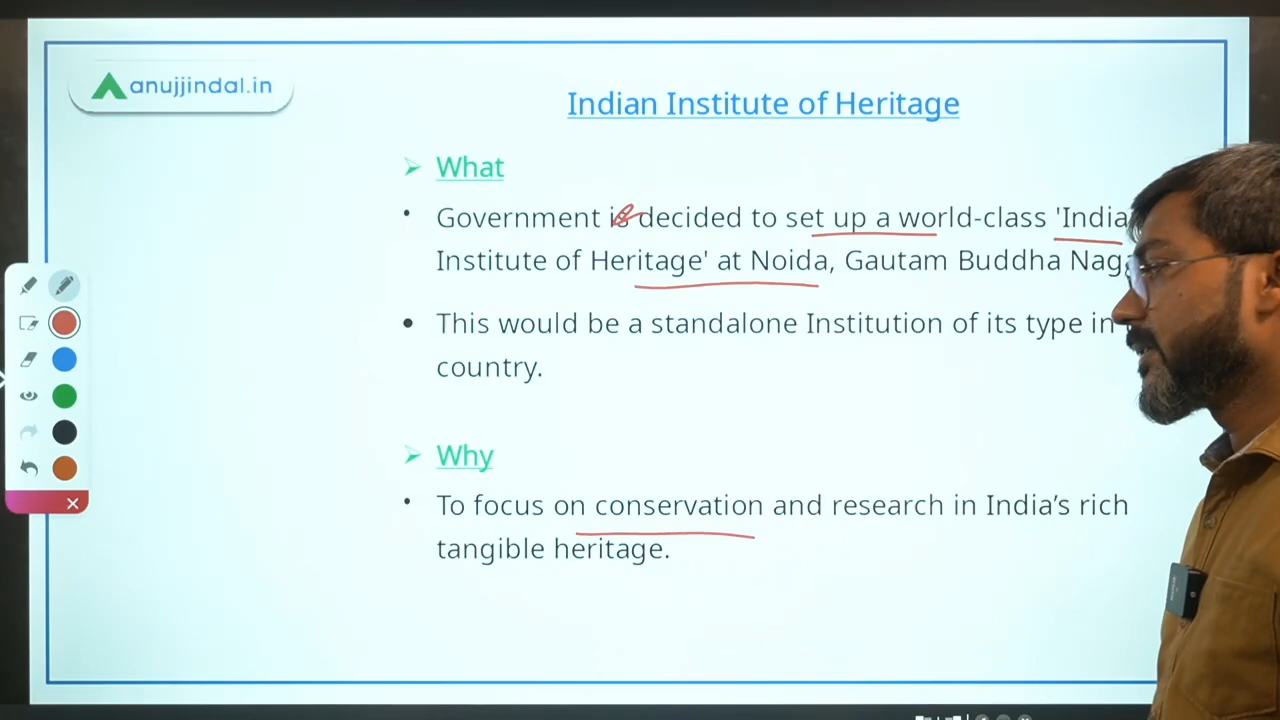 anujjindal.in
Indian Institute of Heritage
What
Government is decided to set up a world-class 'India
Institute of Heritage' at Noida, Gautam Buddha
This would be a standalone Institution of its type in
country.
Why
To focus on conservation and research in India’s rich
tangible heritage.